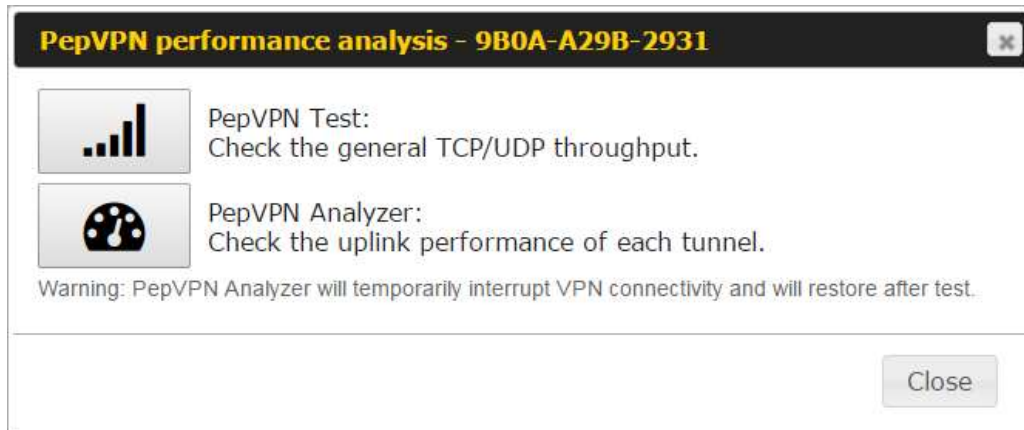 PepVPN performance analysis - 9B0A-A29B-2931
PepVPN Test:
Check the general TCP/UDP throughput.
PepVPN Analyzer:
Check the uplink performance of each tunnel.
Warning: PepVPN Analyzer will temporarily interrupt VPN connectivity and will restore after test.
Close